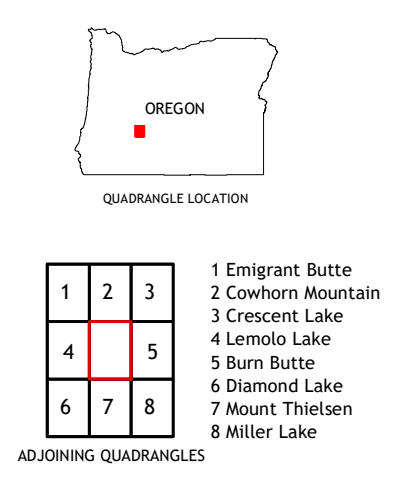 OREGON
QUADRANGLE LOCATION
1 2 3
4 5
6 7 8
1 Emigrant Butte
2 Cowhorn Mountain
3 Crescent Lake
4 Lemolo Lake
5 Burn Butte
6 Diamond Lake
7 Mount Thielsen
8 Miller Lake
ADJOINING QUADRANGLES